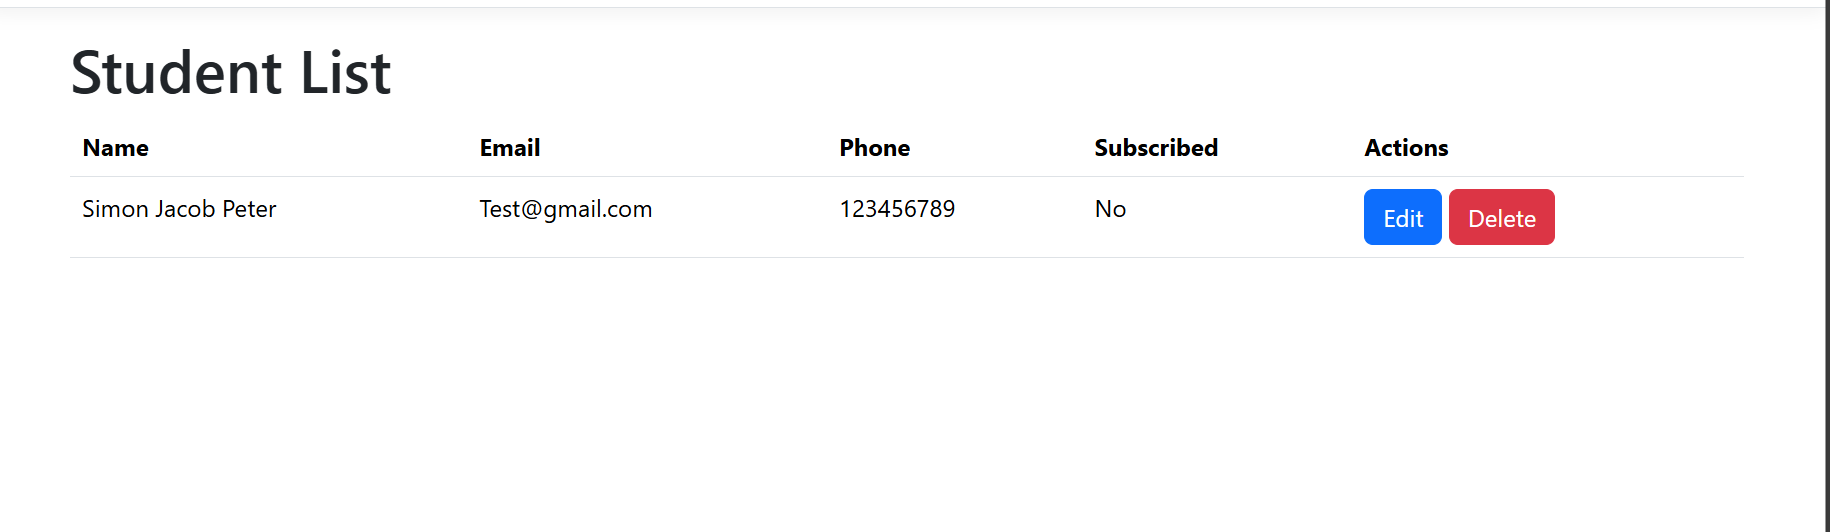 Student List
Name Email Phone Subscribed Actions
Simon Jacob Peter Test@gmail.com 123456789 No Edit Delete